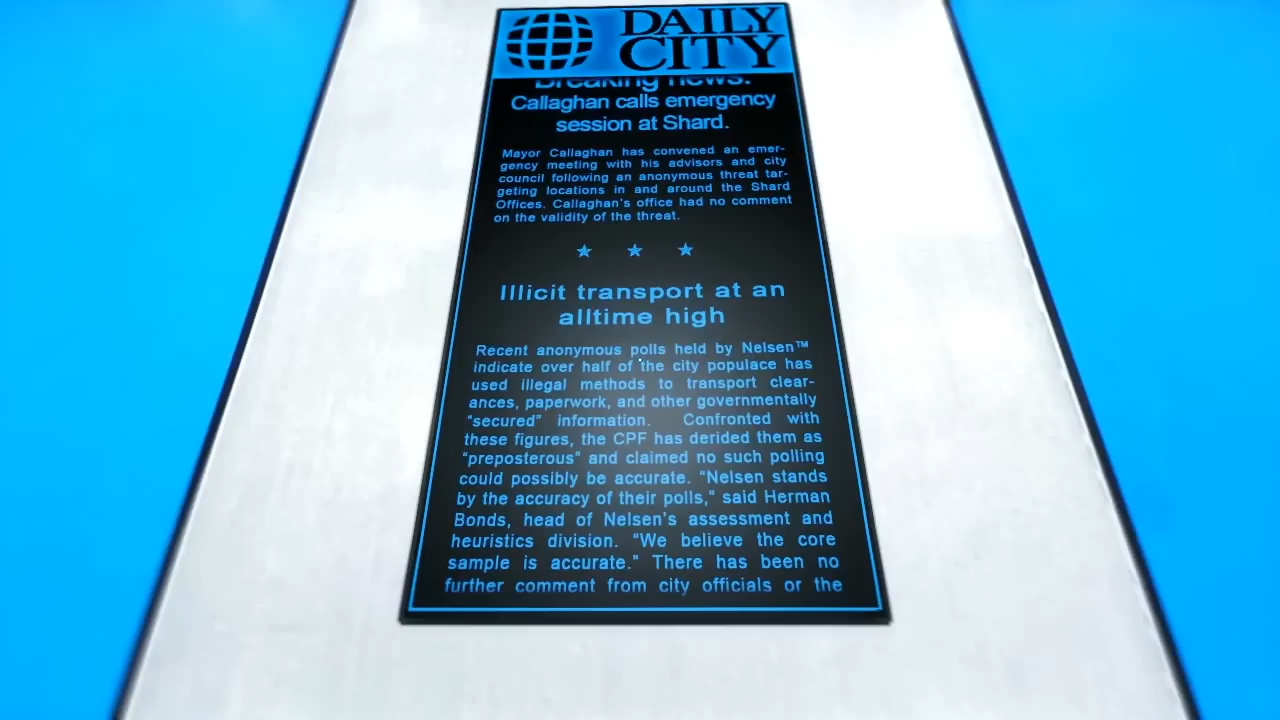 DAILY
CITY
Breaking news:
Callaghan calls emergency
session at Shard.
Mayor Callaghan has convened an emer-
gency meeting with his advisors and city
council following an anonymous threat tar-
geting locations in and around the Shard
Offices. Callaghan's office had no comment
on the validity of the threat.
Illicit transport at an
alltime high
Recent anonymous polls held by Nelsen™
indicate over half of the city populace has
used illegal methods to transport clear-
ances, paperwork, and other governmentally
“secured” information. Confronted with
these figures, the CPF has derided them as
“preposterous” and claimed no such polling
could possibly be accurate. “Nelsen stands
by the accuracy of their polls,” said Herman
Bonds, head of Nelsen's assessment and
heuristics division. “We believe the core
sample is accurate.” There has been no
further comment from city officials or the